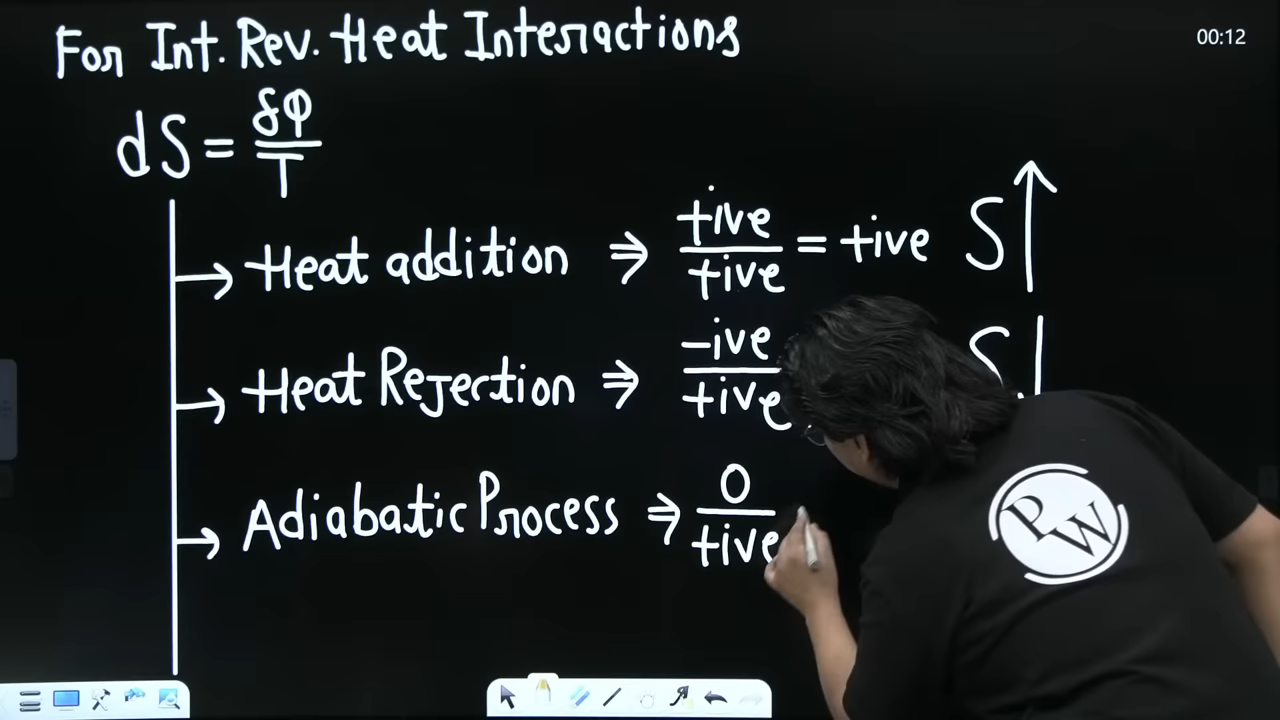 00:12
For Int. Rev. Heat Interactions
dS = δQ/T
Heat addition ⇒ +ive/+ive = +ive S↑
Heat Rejection ⇒ -ive/+ive S
Adiabatic Process ⇒ 0/+ive
PW